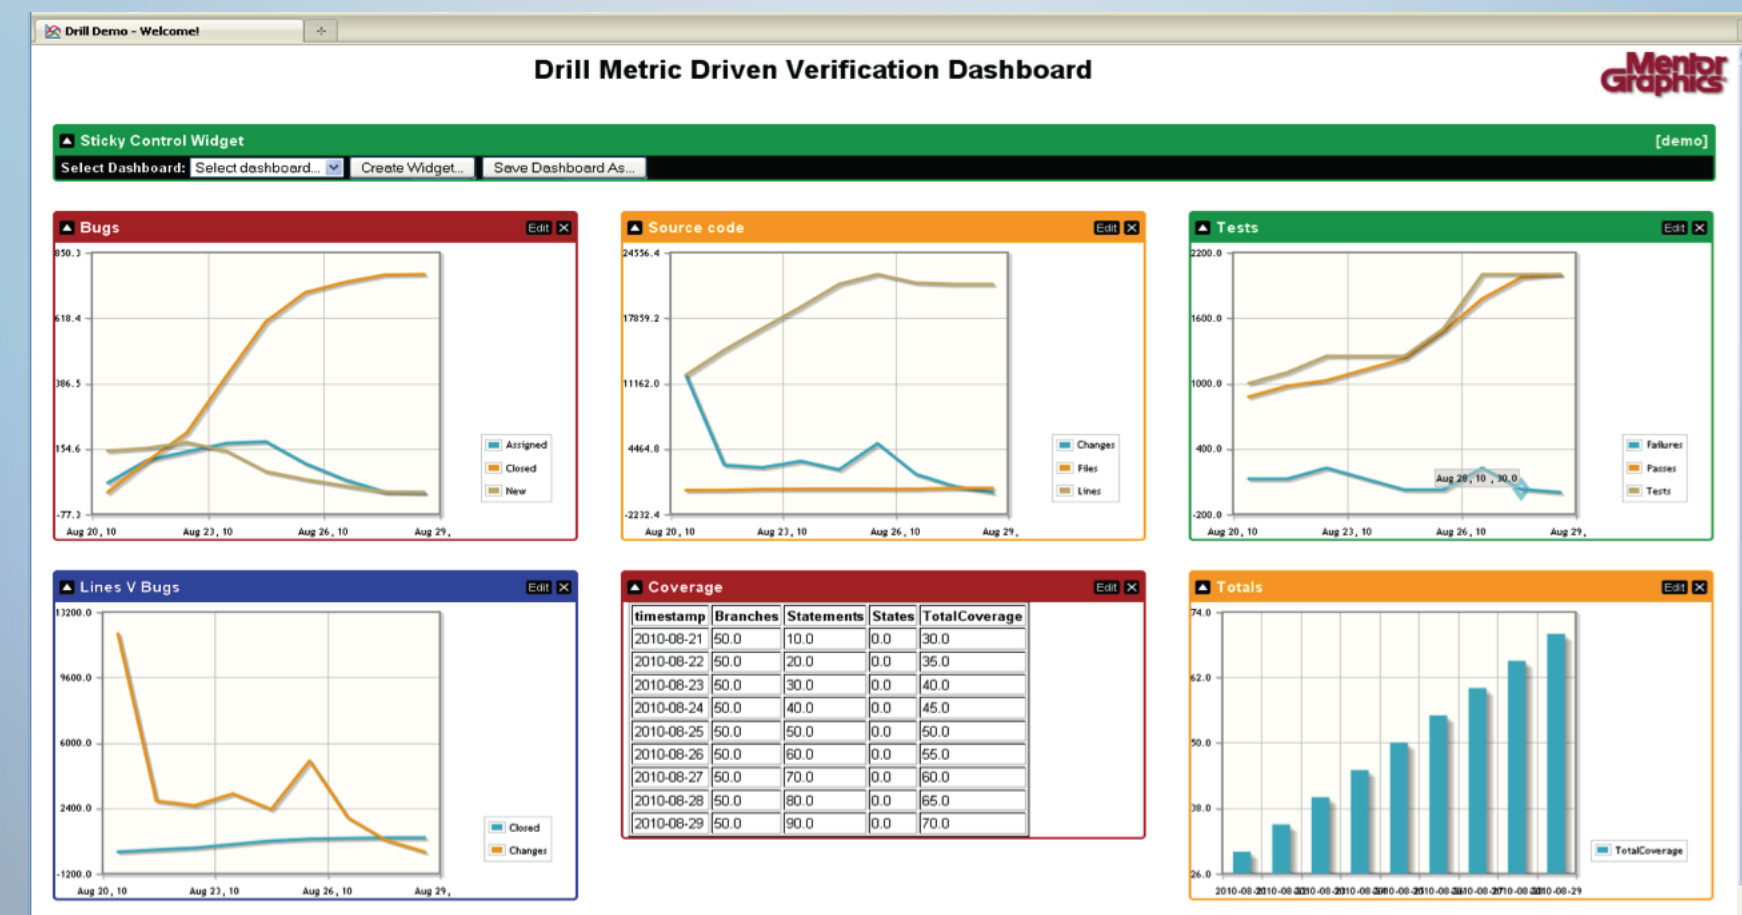 Drill Demo - Welcome!
Drill Metric Driven Verification Dashboard
Mentor
Graphics
Sticky Control Widget [demo]
Select Dashboard: Select dashboard... Create Widget... Save Dashboard As...
Bugs Edit X
850.3
618.4
386.5
154.6
-77.3
Aug 20, 10 Aug 23, 10 Aug 26, 10 Aug 29,
Assigned
Closed
New
Source code Edit X
24556.4
17859.2
11162.0
4464.8
-2232.4
Aug 20, 10 Aug 23, 10 Aug 26, 10 Aug 29,
Changes
Files
Lines
Tests Edit X
2200.0
1600.0
1000.0
400.0
-200.0
Aug 28, 10 , 30.0
Aug 20, 10 Aug 23, 10 Aug 26, 10 Aug 29,
Failures
Passes
Tests
Lines V Bugs Edit X
13200.0
9600.0
6000.0
2400.0
-1200.0
Aug 20, 10 Aug 23, 10 Aug 26, 10 Aug 29,
Closed
Changes
Coverage Edit X
timestamp Branches Statements States TotalCoverage
2010-08-21 50.0 10.0 0.0 30.0
2010-08-22 50.0 20.0 0.0 35.0
2010-08-23 50.0 30.0 0.0 40.0
2010-08-24 50.0 40.0 0.0 45.0
2010-08-25 50.0 50.0 0.0 50.0
2010-08-26 50.0 60.0 0.0 55.0
2010-08-27 50.0 70.0 0.0 60.0
2010-08-28 50.0 80.0 0.0 65.0
2010-08-29 50.0 90.0 0.0 70.0
Totals Edit X
74.0
62.0
50.0
38.0
26.0
TotalCoverage